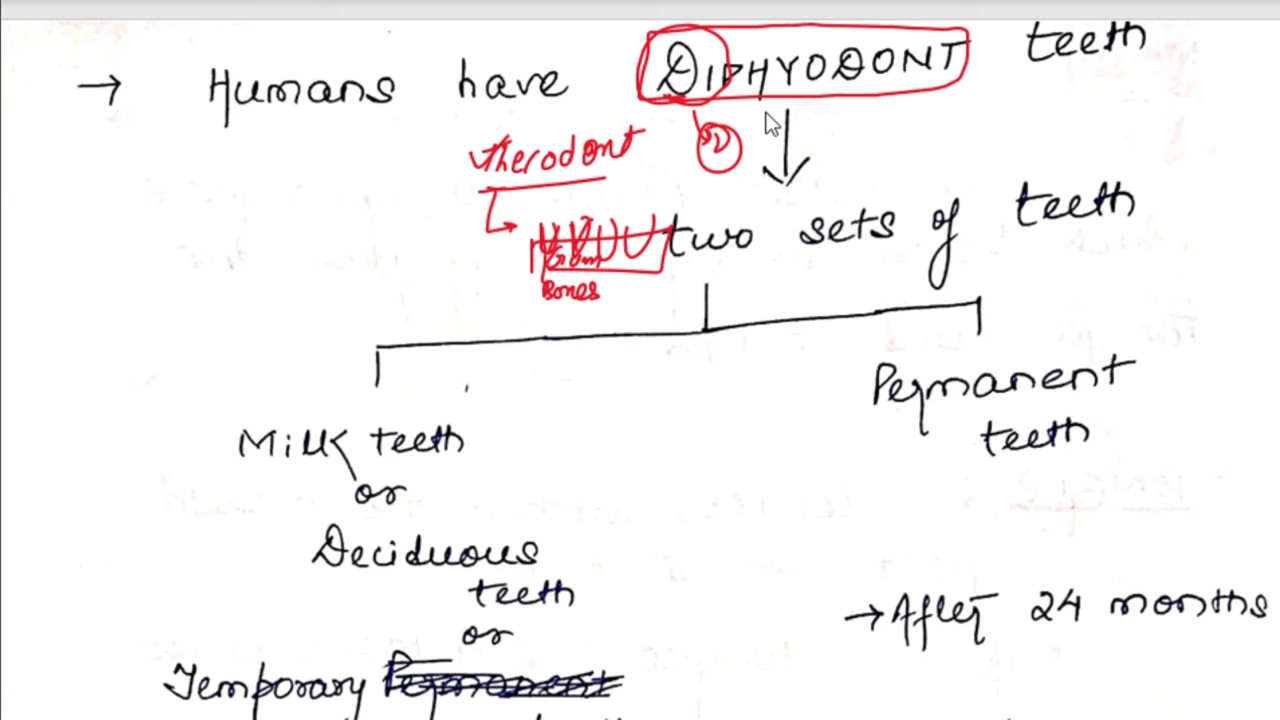 → Humans have DIPHYODONT teeth
therodont
two sets of teeth
Gum
Bones
Milk teeth
or
Deciduous
teeth
or
Temporary
Permanent
teeth
→ After 24 months